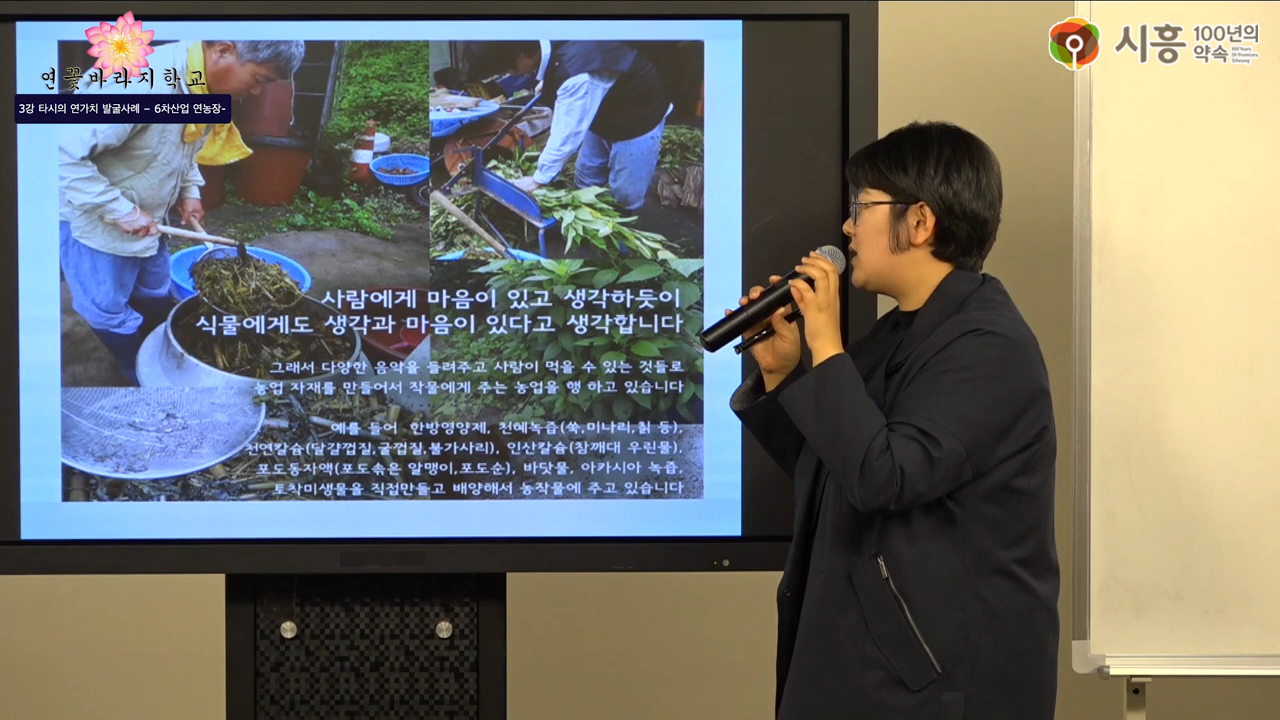 연꽃바라지학교
3강 타시의 연가치 발굴사례 - 6차산업 연농장-
시흥 100년의 약속
100 Years Of Promises, Siheung
사람에게 마음이 있고 생각하듯이
식물에게도 생각과 마음이 있다고 생각합니다
그래서 다양한 음악을 들려주고 사람이 먹을 수 있는 것들로
농업 자재를 만들어서 작물에게 주는 농업을 행 하고 있습니다
예를 들어 한방영양제, 천혜녹즙(쑥,미나리,칡 등),
천연칼슘(달걀껍질,굴껍질,불가사리), 인산칼슘(참깨대 우린물),
포도동자액(포도솎은 알맹이,포도순), 바닷물, 아카시아 녹즙,
토착미생물을 직접만들고 배양해서 농작물에 주고 있습니다